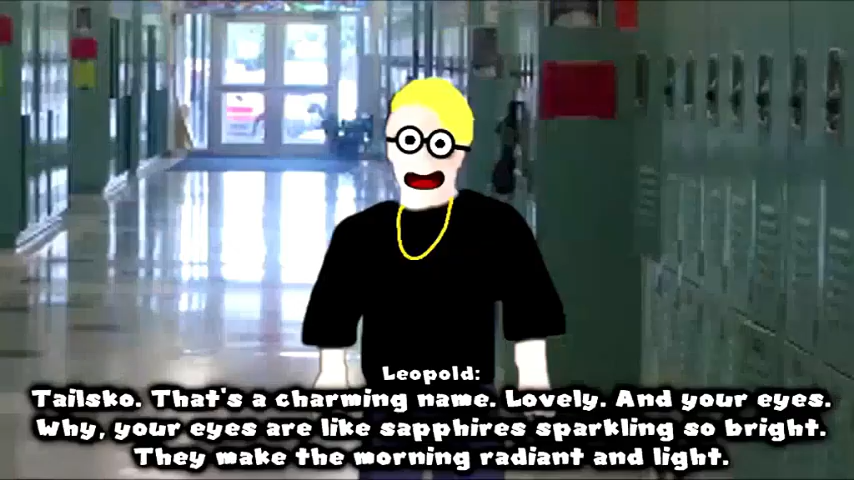 Leopold:
Tailsko. That's a charming name. Lovely. And your eyes.
Why, your eyes are like sapphires sparkling so bright.
They make the morning radiant and light.